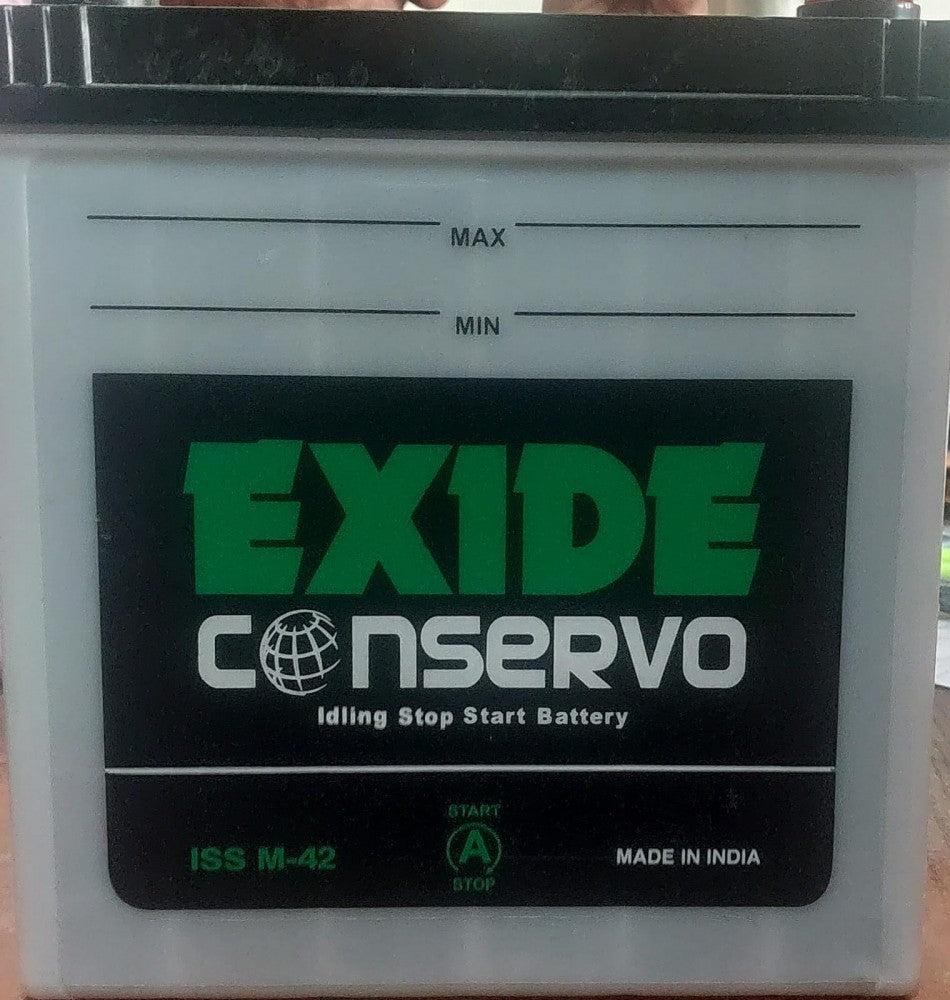 MAX
MIN
EXIDE
CONSERVO
Idling Stop Start Battery
START
ISS M-42 A MADE IN INDIA
STOP